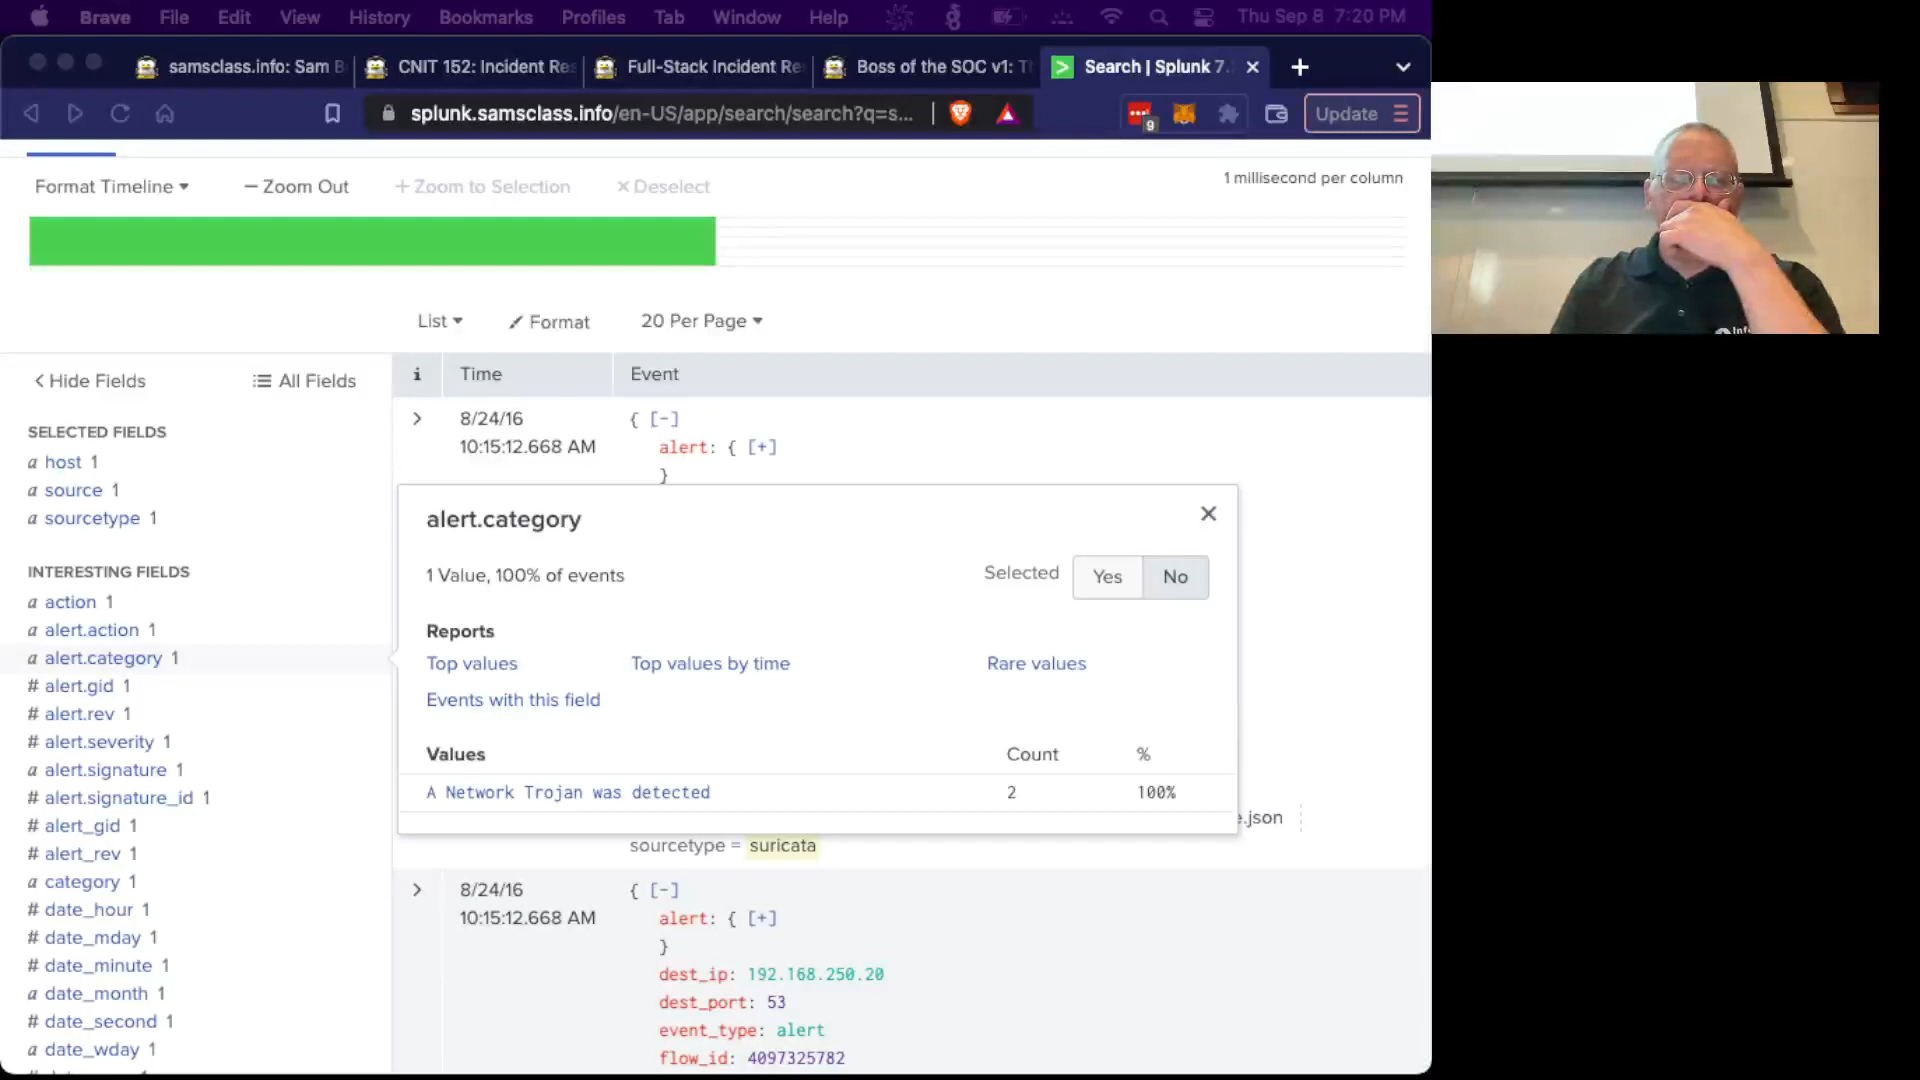 Brave File Edit View History Bookmarks Profiles Tab Window Help Thu Sep 8 7:20 PM
samsclass.info: Sam B CNIT 152: Incident Res Full-Stack Incident Re Boss of the SOC v1: Th Search | Splunk 7.
splunk.samsclass.info/en-US/app/search/search?q=s... 9 Update
Format Timeline Zoom Out + Zoom to Selection × Deselect 1 millisecond per column
List Format 20 Per Page
Hide Fields All Fields
i Time Event
SELECTED FIELDS
a host 1
a source 1
a sourcetype 1
INTERESTING FIELDS
a action 1
a alert.action 1
a alert.category 1
# alert.gid 1
# alert.rev 1
# alert.severity 1
a alert.signature 1
# alert.signature_id 1
# alert_gid 1
# alert_rev 1
a category 1
# date_hour 1
# date_mday 1
# date_minute 1
a date_month 1
# date_second 1
a date_wday 1
> 8/24/16 { [-]
10:15:12.668 AM alert: { [+]
}
alert.category
1 Value, 100% of events Selected Yes No
Reports
Top values Top values by time Rare values
Events with this field
Values Count %
A Network Trojan was detected 2 100%
e.json
sourcetype = suricata
> 8/24/16 { [-]
10:15:12.668 AM alert: { [+]
}
dest_ip: 192.168.250.20
dest_port: 53
event_type: alert
flow_id: 4097325782